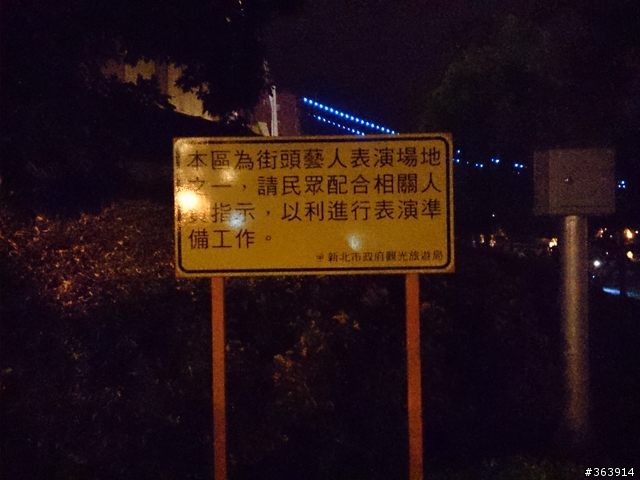 本區為街頭藝人表演場地
之一，請民眾配合相關人
員指示，以利進行表演準
備工作。
新北市政府觀光旅遊局
#363914